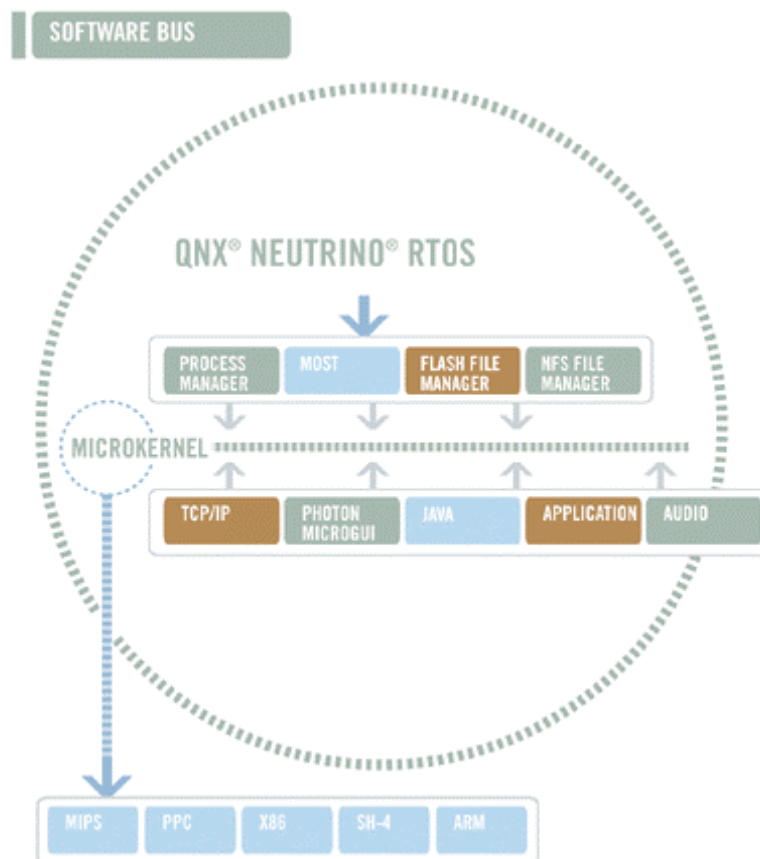 SOFTWARE BUS
QNX® NEUTRINO® RTOS
PROCESS
MANAGER
MOST
FLASH FILE
MANAGER
NFS FILE
MANAGER
MICROKERNEL
TCP/IP
PHOTON
MICROGUI
JAVA
APPLICATION
AUDIO
MIPS
PPC
X86
SH-4
ARM